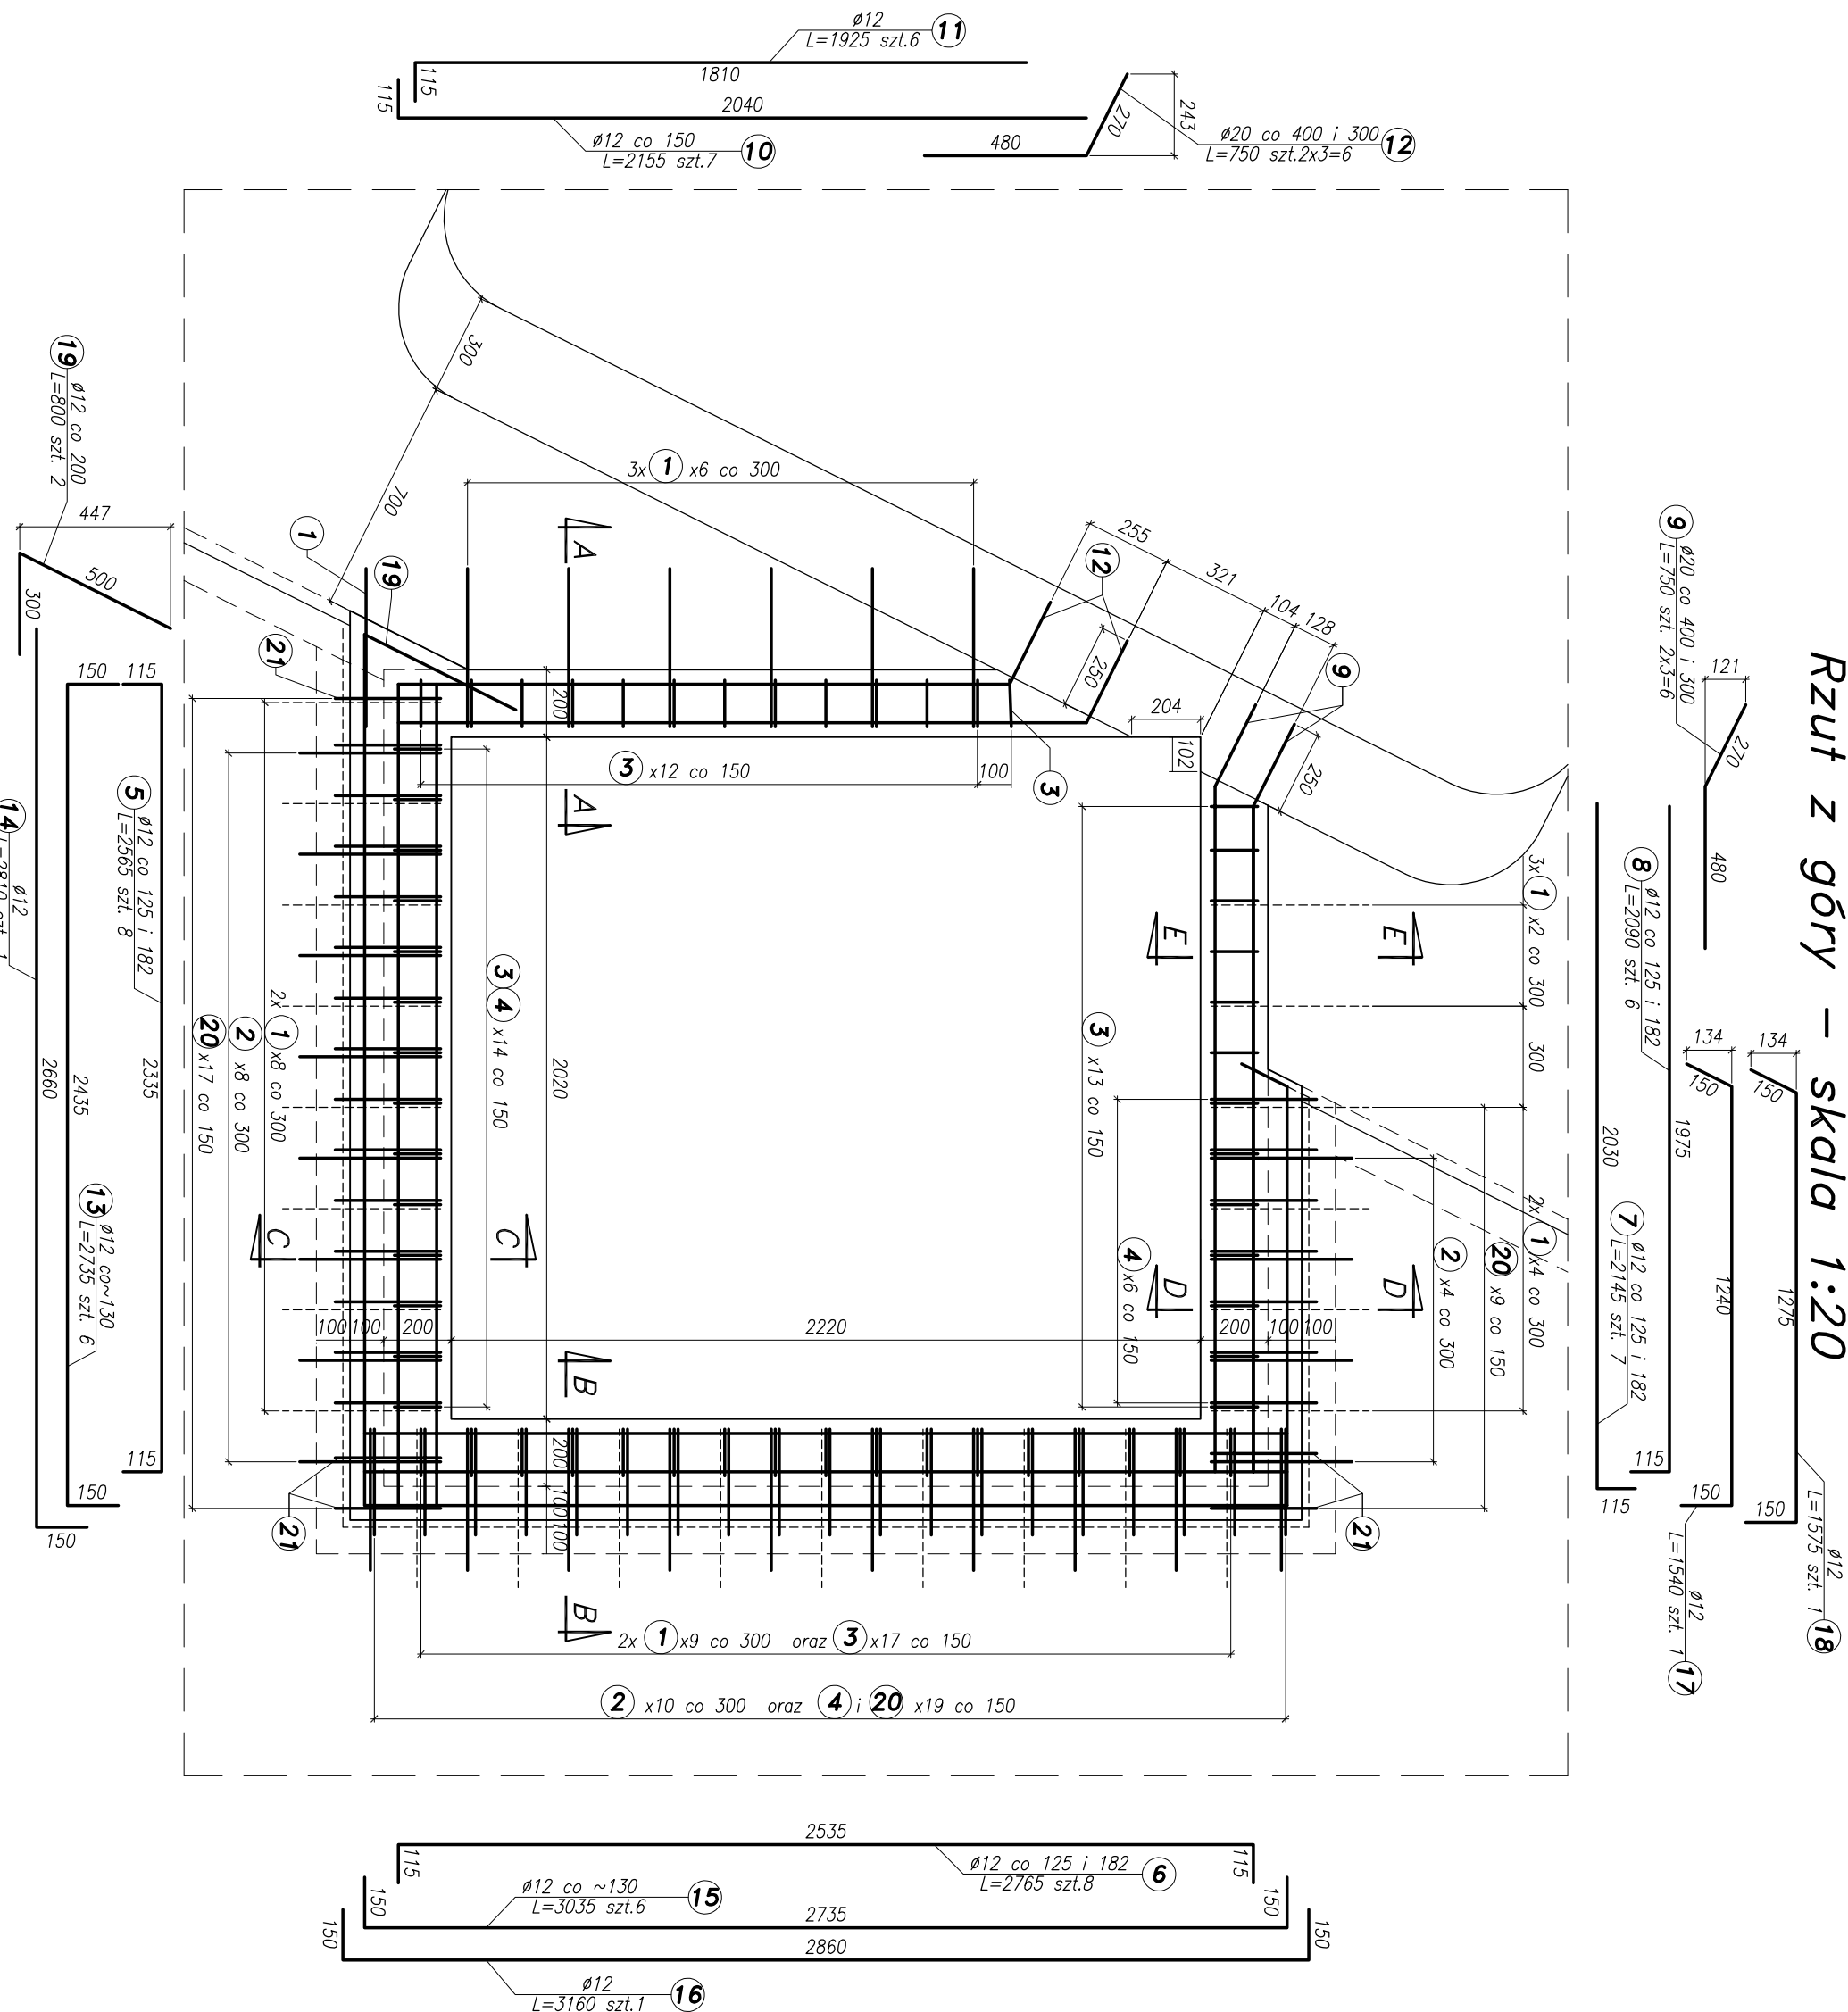 Rzut z góry – skala 1:20
ø12
L=1925 szt.6
11
1810
115
2040
115
ø12 co 150
L=2155 szt.7
10
243
270
480
ø20 co 400 i 300
L=750 szt.2x3=6
12
9
ø20 co 400 i 300
L=750 szt. 2x3=6
121
270
480
8
ø12 co 125 i 182
L=2090 szt. 6
1975
115
2030
115
7
ø12 co 125 i 182
L=2145 szt. 7
134
150
1240
150
ø12
L=1540 szt. 1
17
134
150
1275
150
ø12
L=1575 szt. 1
18
19
ø12 co 200
L=800 szt. 2
447
500
300
5
ø12 co 125 i 182
L=2565 szt. 8
115
2335
115
150
2435
150
13
ø12 co~130
L=2735 szt. 6
14
ø12
2660
150
300
700
3x 1 x6 co 300
A
A
1
19
21
255
321
104
128
12
9
250
250
204
102
200
3 x12 co 150
100
3
3x 1 x2 co 300
300
2x 1 x4 co 300
E
E
3 x13 co 150
4 x6 co 150
2 x4 co 300
20 x9 co 150
D
D
3 4 x14 co 150
2020
2220
100
100
200
200
100
100
200
100
100
2x 1 x8 co 300
2 x8 co 300
20 x17 co 150
C
C
B
B
21
21
2x 1 x9 co 300 oraz 3 x17 co 150
2 x10 co 300 oraz 4 i 20 x19 co 150
2535
115
115
ø12 co 125 i 182
L=2765 szt.8
6
150
150
ø12 co ~130
L=3035 szt.6
15
2735
150
150
2860
ø12
L=3160 szt.1
16